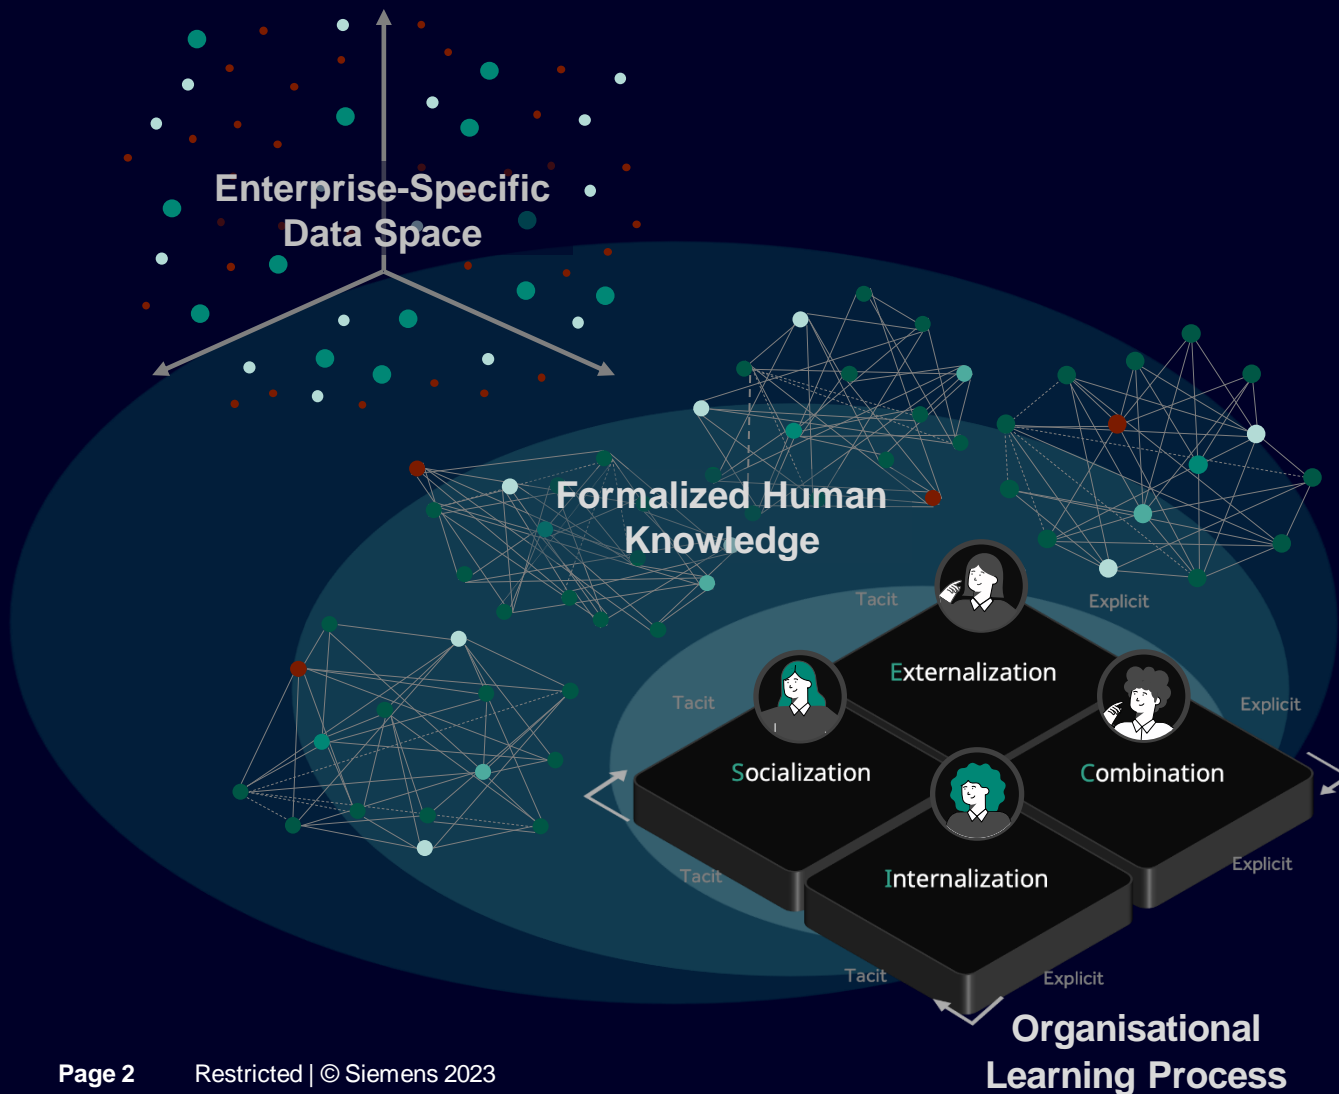 Enterprise-Specific
Data Space
Formalized Human
Knowledge
Tacit
Explicit
Externalization
Tacit
Explicit
Socialization
Combination
Tacit
Explicit
Internalization
Tacit
Explicit
Organisational
Learning Process
Page 2 Restricted | © Siemens 2023